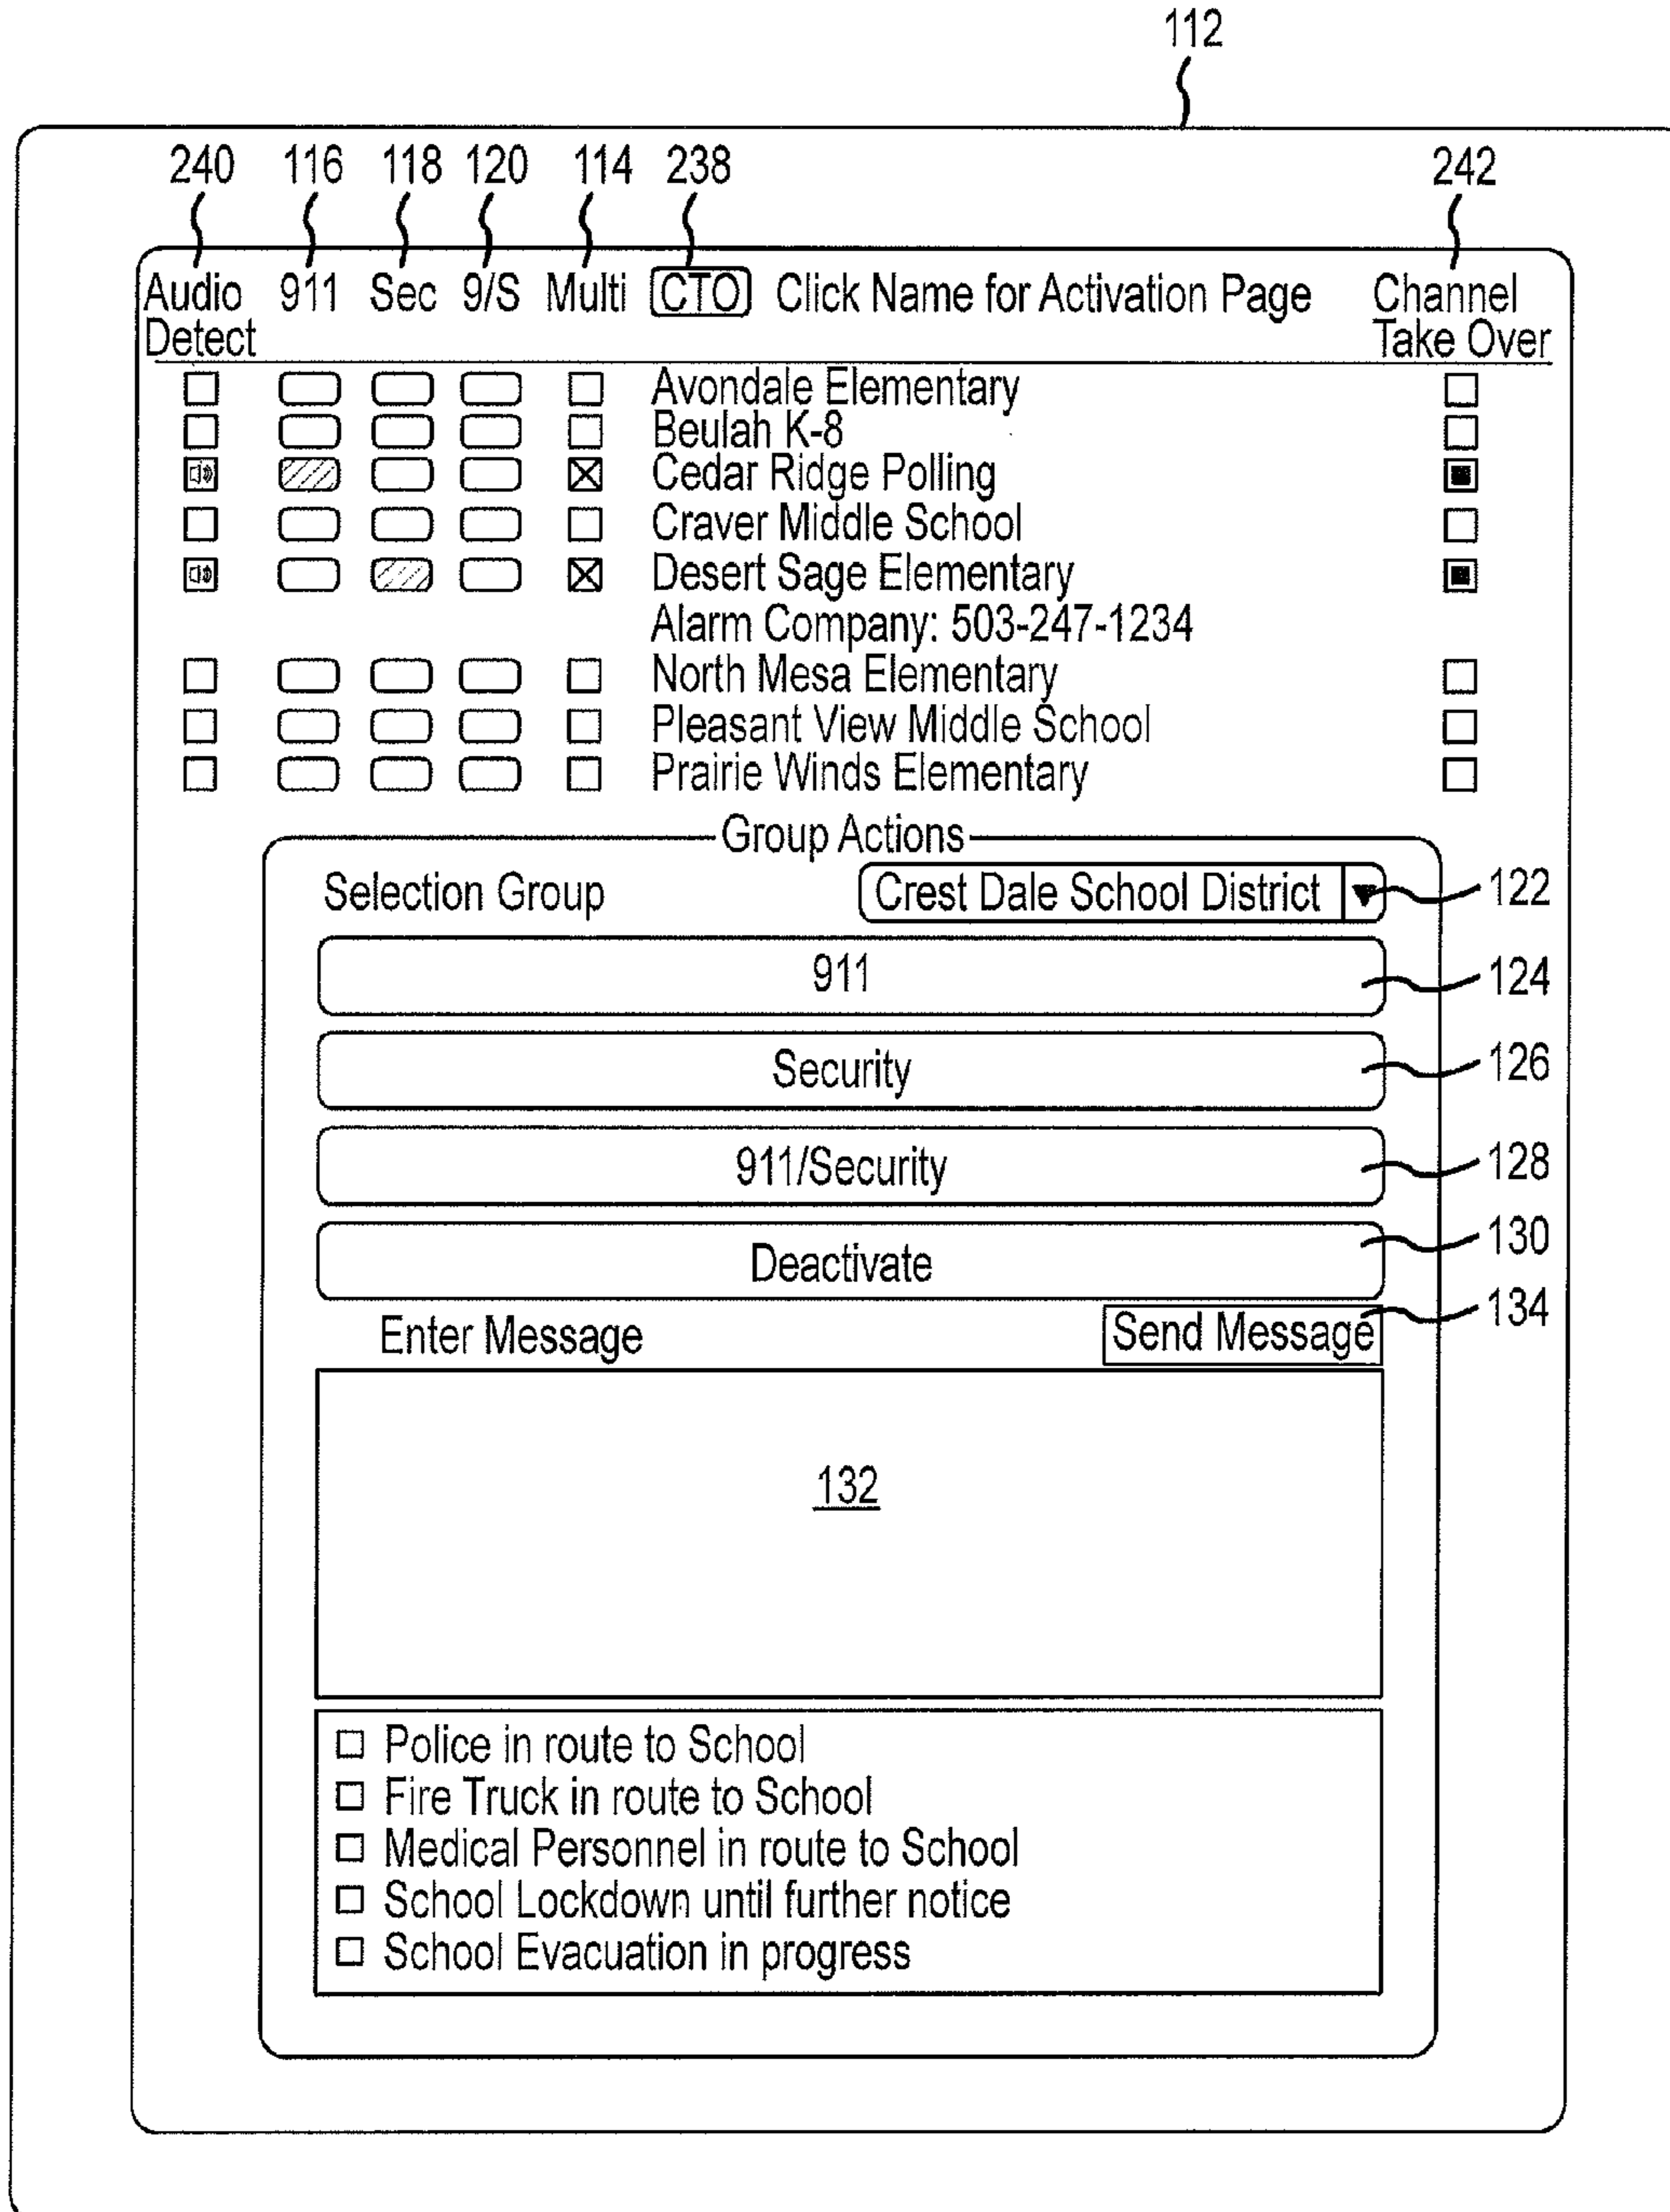 112
240 116 118 120 114 238 242
Audio 911 Sec 9/S Multi CTO Click Name for Activation Page Channel
Detect Take Over
Avondale Elementary
Beulah K-8
Cedar Ridge Polling
Craver Middle School
Desert Sage Elementary
Alarm Company: 503-247-1234
North Mesa Elementary
Pleasant View Middle School
Prairie Winds Elementary
Group Actions
Selection Group Crest Dale School District 122
911 124
Security 126
911/Security 128
Deactivate 130
Enter Message Send Message 134
132
Police in route to School
Fire Truck in route to School
Medical Personnel in route to School
School Lockdown until further notice
School Evacuation in progress